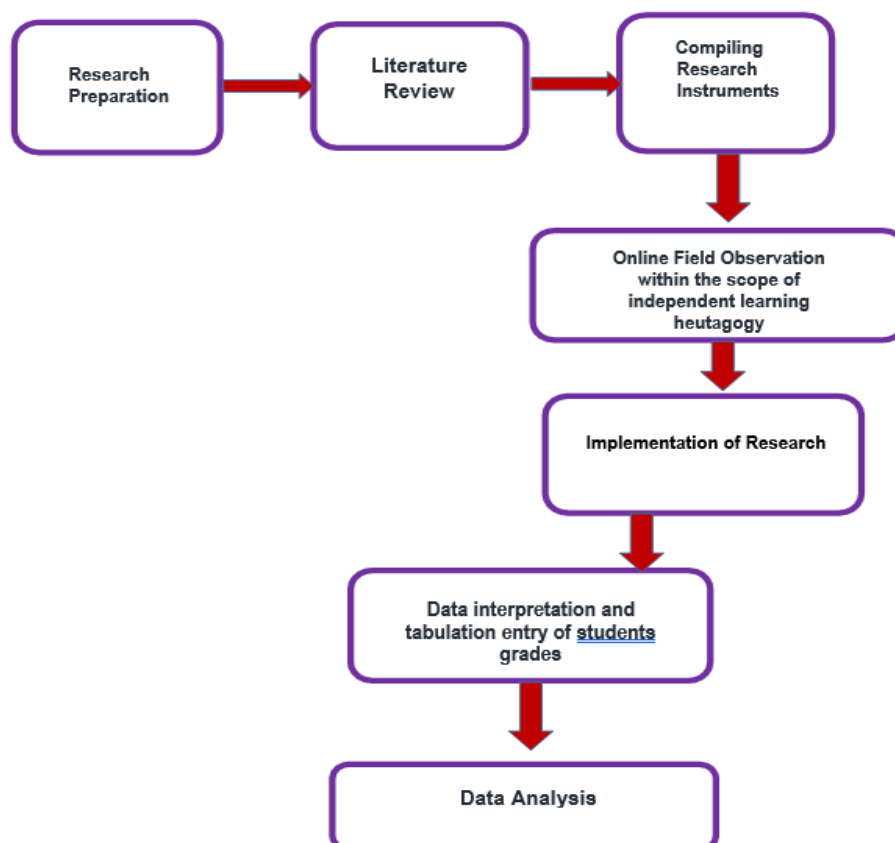 Research
Preparation
Literature
Review
Compiling
Research
Instruments
Online Field Observation
within the scope of
independent learning
heutagogy
Implementation of Research
Data interpretation and
tabulation entry of students
grades
Data Analysis